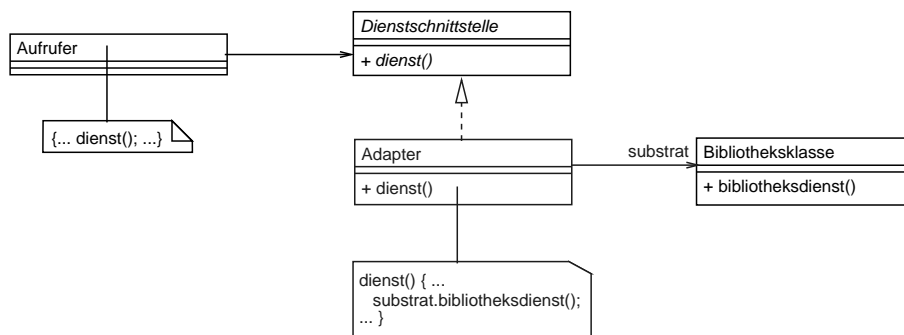 Dienstschnittstelle
Aufrufer
+ dienst()
{... dienst(); ...}
Adapter
substrat
Bibliotheksklasse
+ dienst()
+ bibliotheksdienst()
dienst() { ...
substrat.bibliotheksdienst();
... }